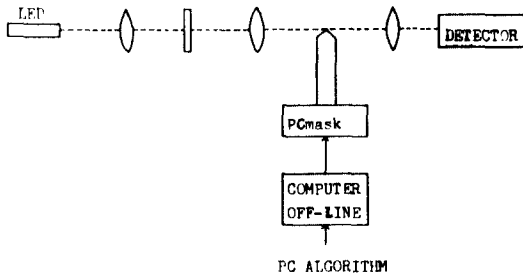 LED
DETECTOR
PCmask
COMPUTER
OFF-LINE
PC ALGORITHM